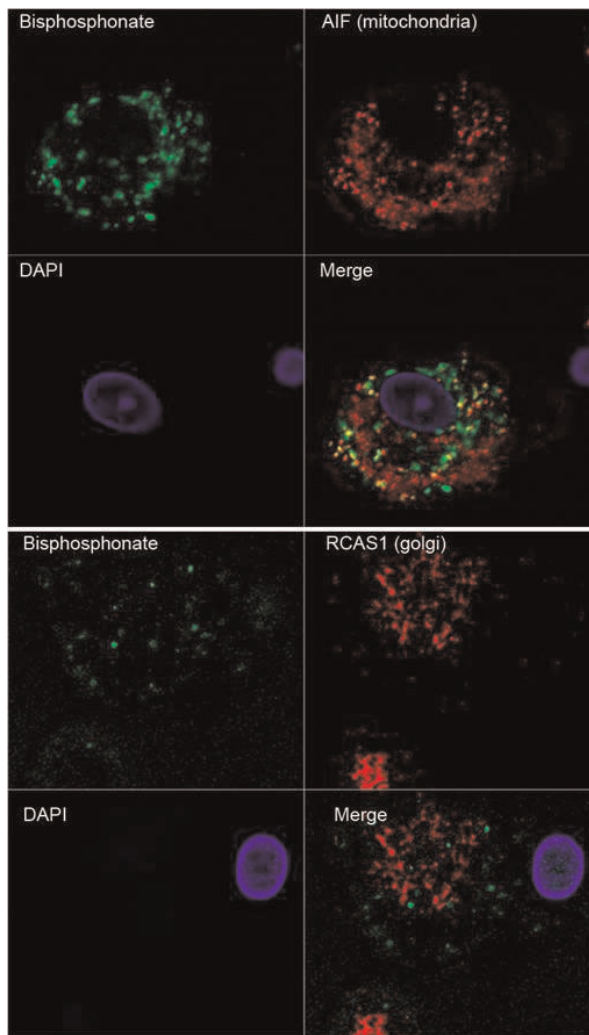 Bisphosphonate
AIF (mitochondria)
DAPI
Merge
Bisphosphonate
RCAS1 (golgi)
DAPI
Merge